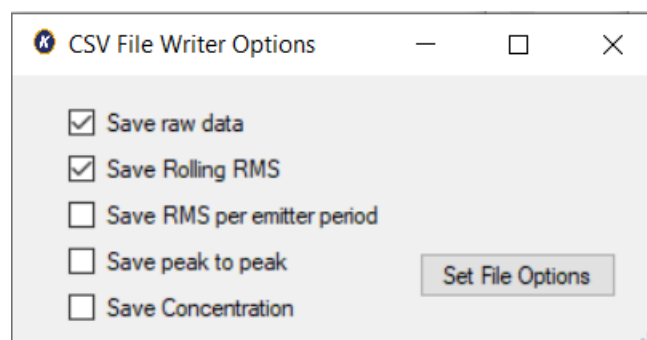 K CSV File Writer Options
Save raw data
Save Rolling RMS
Save RMS per emitter period
Save peak to peak
Set File Options
Save Concentration